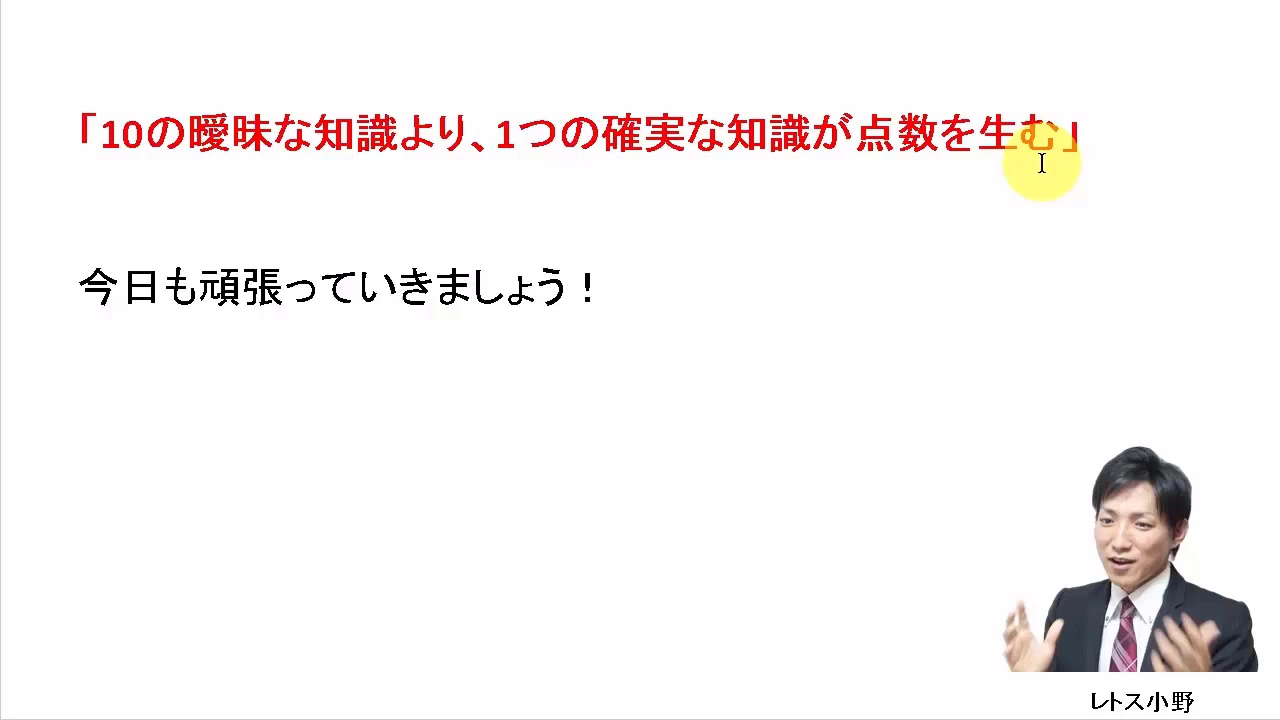 「10の曖昧な知識より、1つの確実な知識が点数を生む」
今日も頑張っていきましょう！
レトス小野